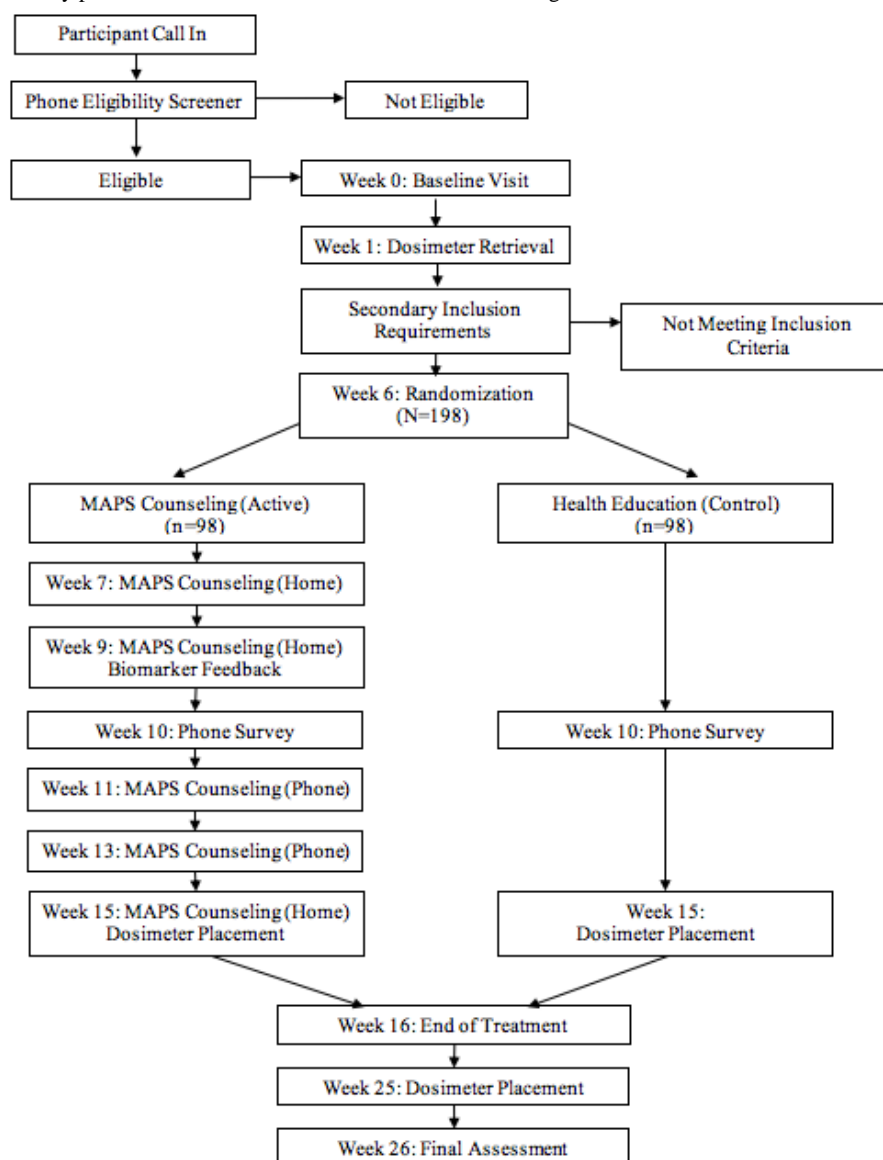 Participant Call In
Phone Eligibility Screener
Not Eligible
Eligible
Week 0: Baseline Visit
Week 1: Dosimeter Retrieval
Secondary Inclusion
Requirements
Not Meeting Inclusion
Criteria
Week 6: Randomization
(N=198)
MAPS Counseling (Active)
(n=98)
Health Education (Control)
(n=98)
Week 7: MAPS Counseling (Home)
Week 9: MAPS Counseling (Home)
Biomarker Feedback
Week 10: Phone Survey
Week 10: Phone Survey
Week 11: MAPS Counseling (Phone)
Week 13: MAPS Counseling (Phone)
Week 15: MAPS Counseling (Home)
Dosimeter Placement
Week 15:
Dosimeter Placement
Week 16: End of Treatment
Week 25: Dosimeter Placement
Week 26: Final Assessment